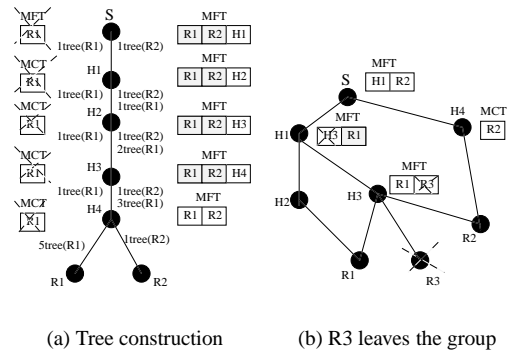 MFT
S
MFT
R1
1tree(R1)
1tree(R2)
R1 R2 H1
MCT
H1
MFT
R1
1tree(R1)
1tree(R2)
1tree(R1)
R1 R2 H2
MCT
H2
MFT
R1
1tree(R1)
1tree(R2)
2tree(R1)
R1 R2 H3
MCT
H3
MFT
R1
1tree(R1)
1tree(R2)
3tree(R1)
R1 R2 H4
MCT
H4
MFT
R1
R1 R2
5tree(R1)
1tree(R2)
R1
R2
(a) Tree construction
MFT
S
H1 R2
H4
MCT
R2
MFT
H1
H3 R1
MFT
H2
H3
R1 R3
R2
R1
R3
(b) R3 leaves the group